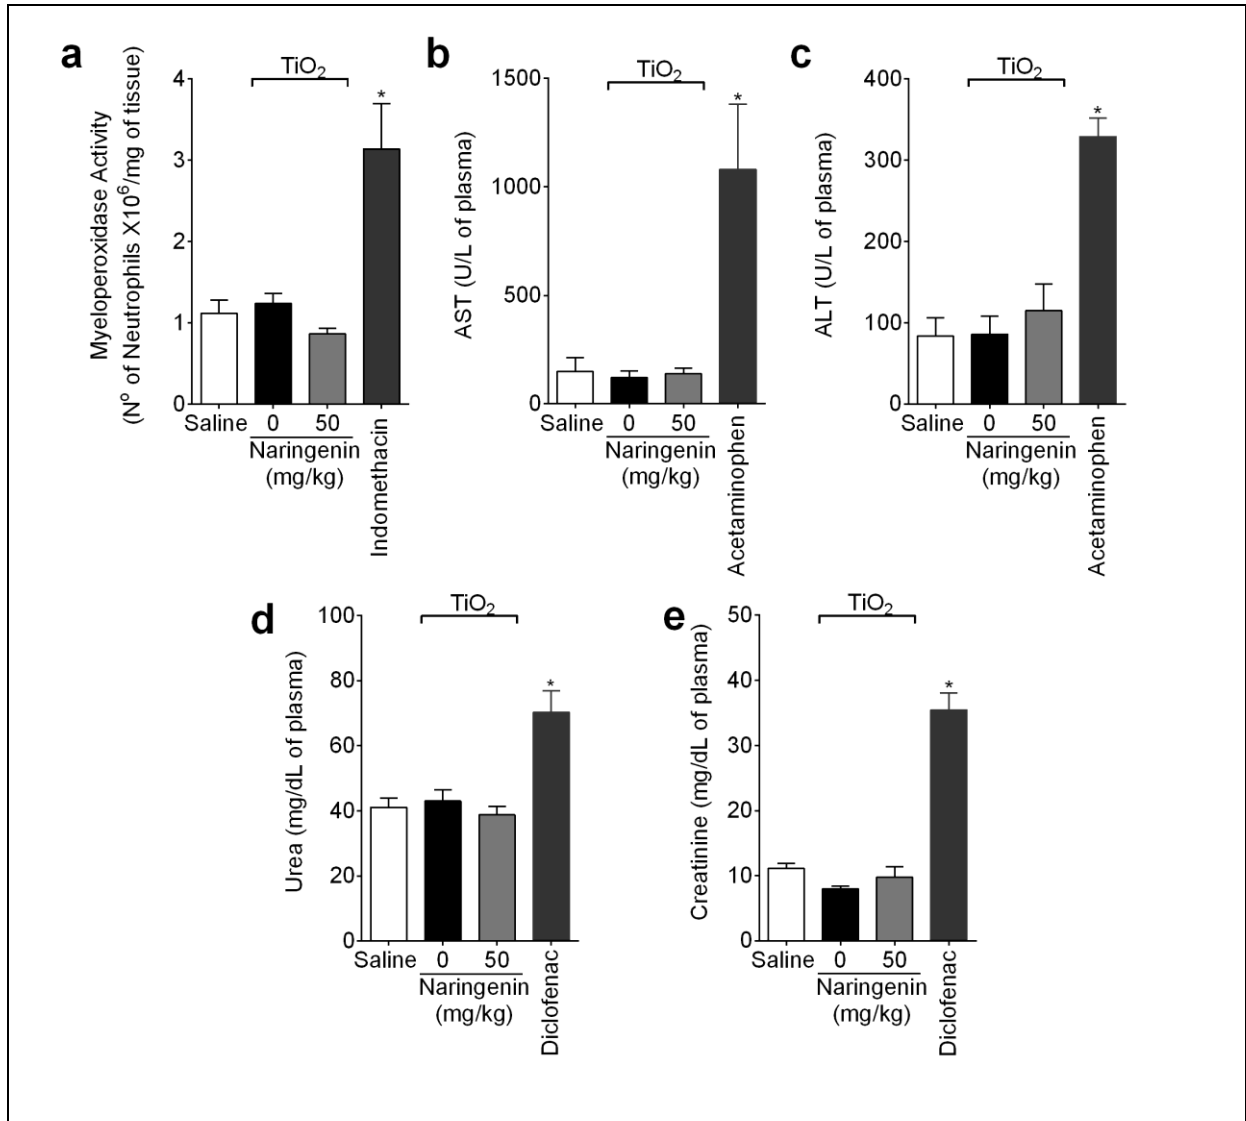 a
Myeloperoxidase Activity
(Nº of Neutrophils X10⁶/mg of tissue)
4
3
2
1
0
TiO₂
*
Saline
0
50
Naringenin
(mg/kg)
Indomethacin
b
AST (U/L of plasma)
1500
1000
500
0
TiO₂
*
Saline
0
50
Naringenin
(mg/kg)
Acetaminophen
c
ALT (U/L of plasma)
400
300
200
100
0
TiO₂
*
Saline
0
50
Naringenin
(mg/kg)
Acetaminophen
d
Urea (mg/dL of plasma)
100
80
60
40
20
0
TiO₂
*
Saline
0
50
Naringenin
(mg/kg)
Diclofenac
e
Creatinine (mg/dL of plasma)
50
40
30
20
10
0
TiO₂
*
Saline
0
50
Naringenin
(mg/kg)
Diclofenac